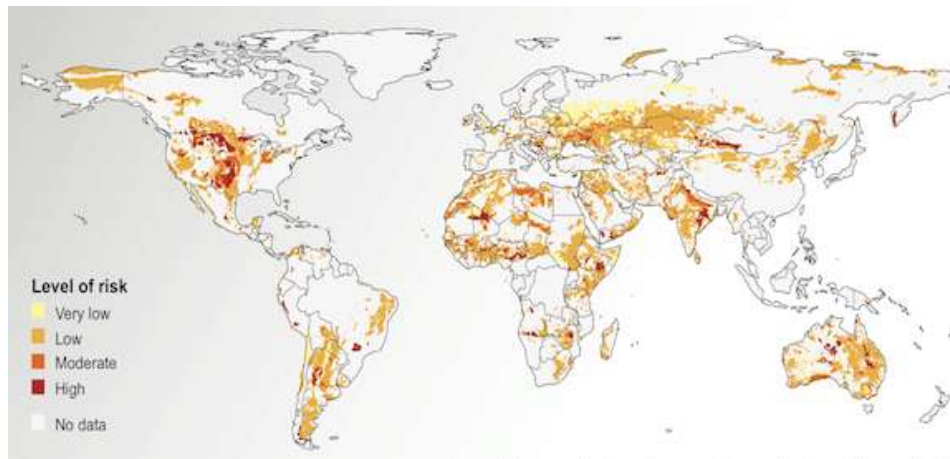 Level of risk
Very low
Low
Moderate
High
No data